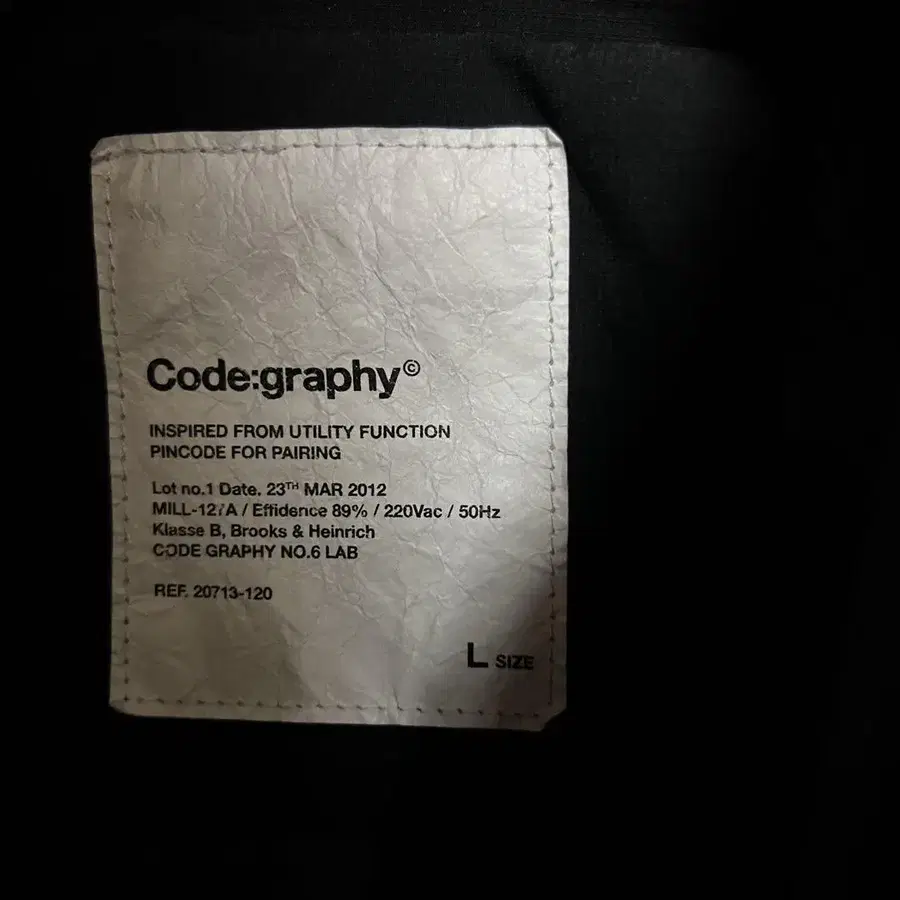 Code:graphy©
INSPIRED FROM UTILITY FUNCTION
PINCODE FOR PAIRING
Lot no.1 Date. 23TH MAR 2012
MILL-127A / Effidence 89% / 220Vac / 50Hz
Klasse B, Brooks & Heinrich
CODE GRAPHY NO.6 LAB
REF. 20713-120
L SIZE